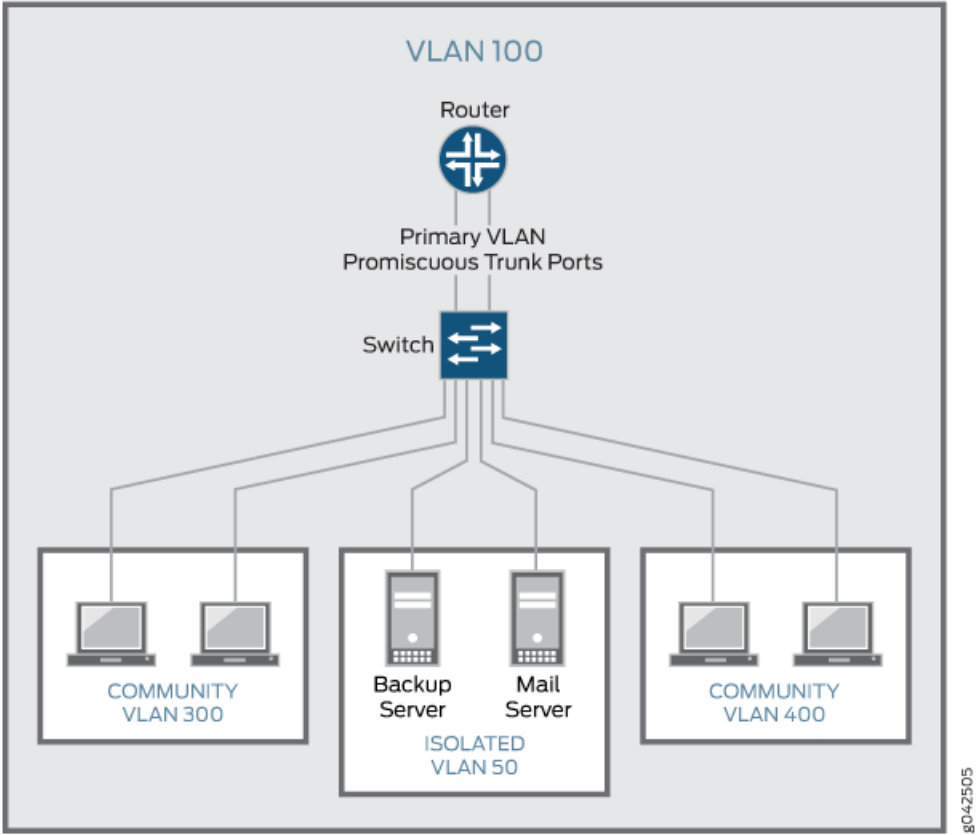 VLAN 100
Router
Primary VLAN
Promiscuous Trunk Ports
Switch
COMMUNITY
VLAN 300
Backup
Server
Mail
Server
ISOLATED
VLAN 50
COMMUNITY
VLAN 400
g042505